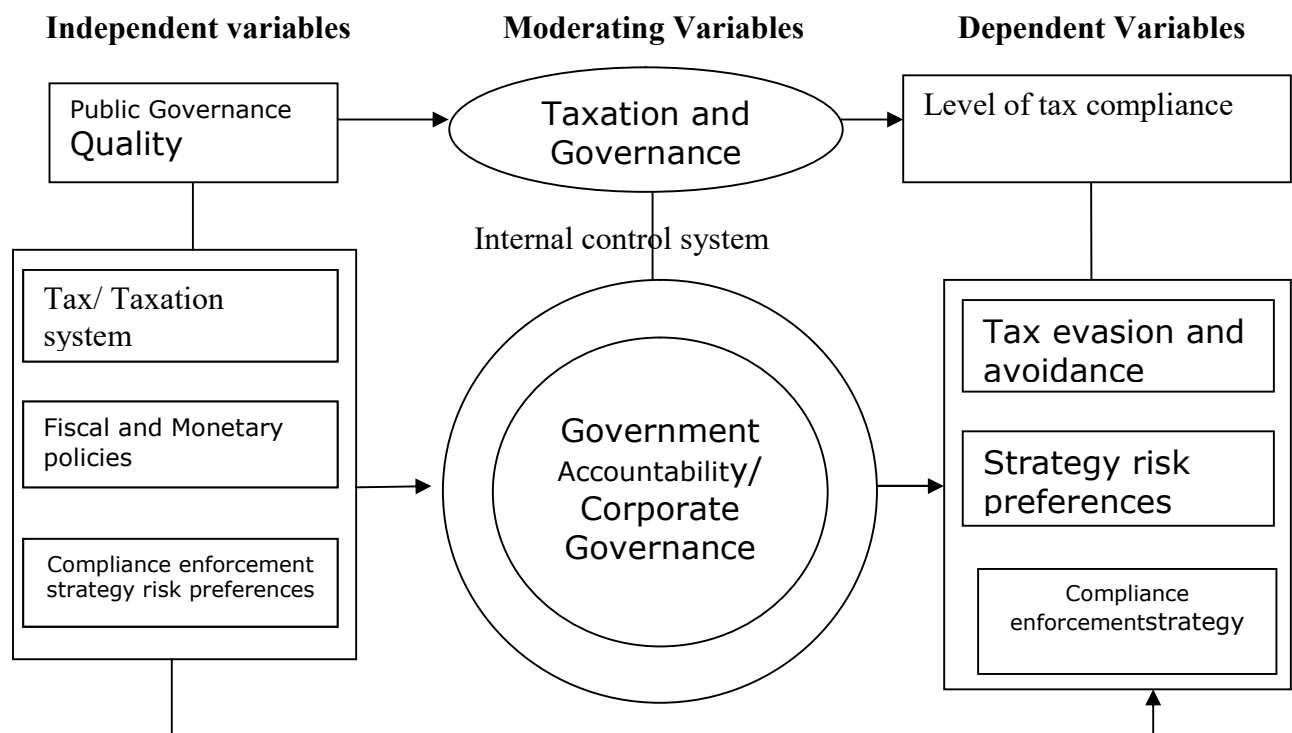 Independent variables
Moderating Variables
Dependent Variables
Public Governance
Quality
Taxation and
Governance
Level of tax compliance
Internal control system
Tax/ Taxation
system
Fiscal and Monetary
policies
Compliance enforcement
strategy risk preferences
Government
Accountability/
Corporate
Governance
Tax evasion and
avoidance
Strategy risk
preferences
Compliance
enforcementstrategy